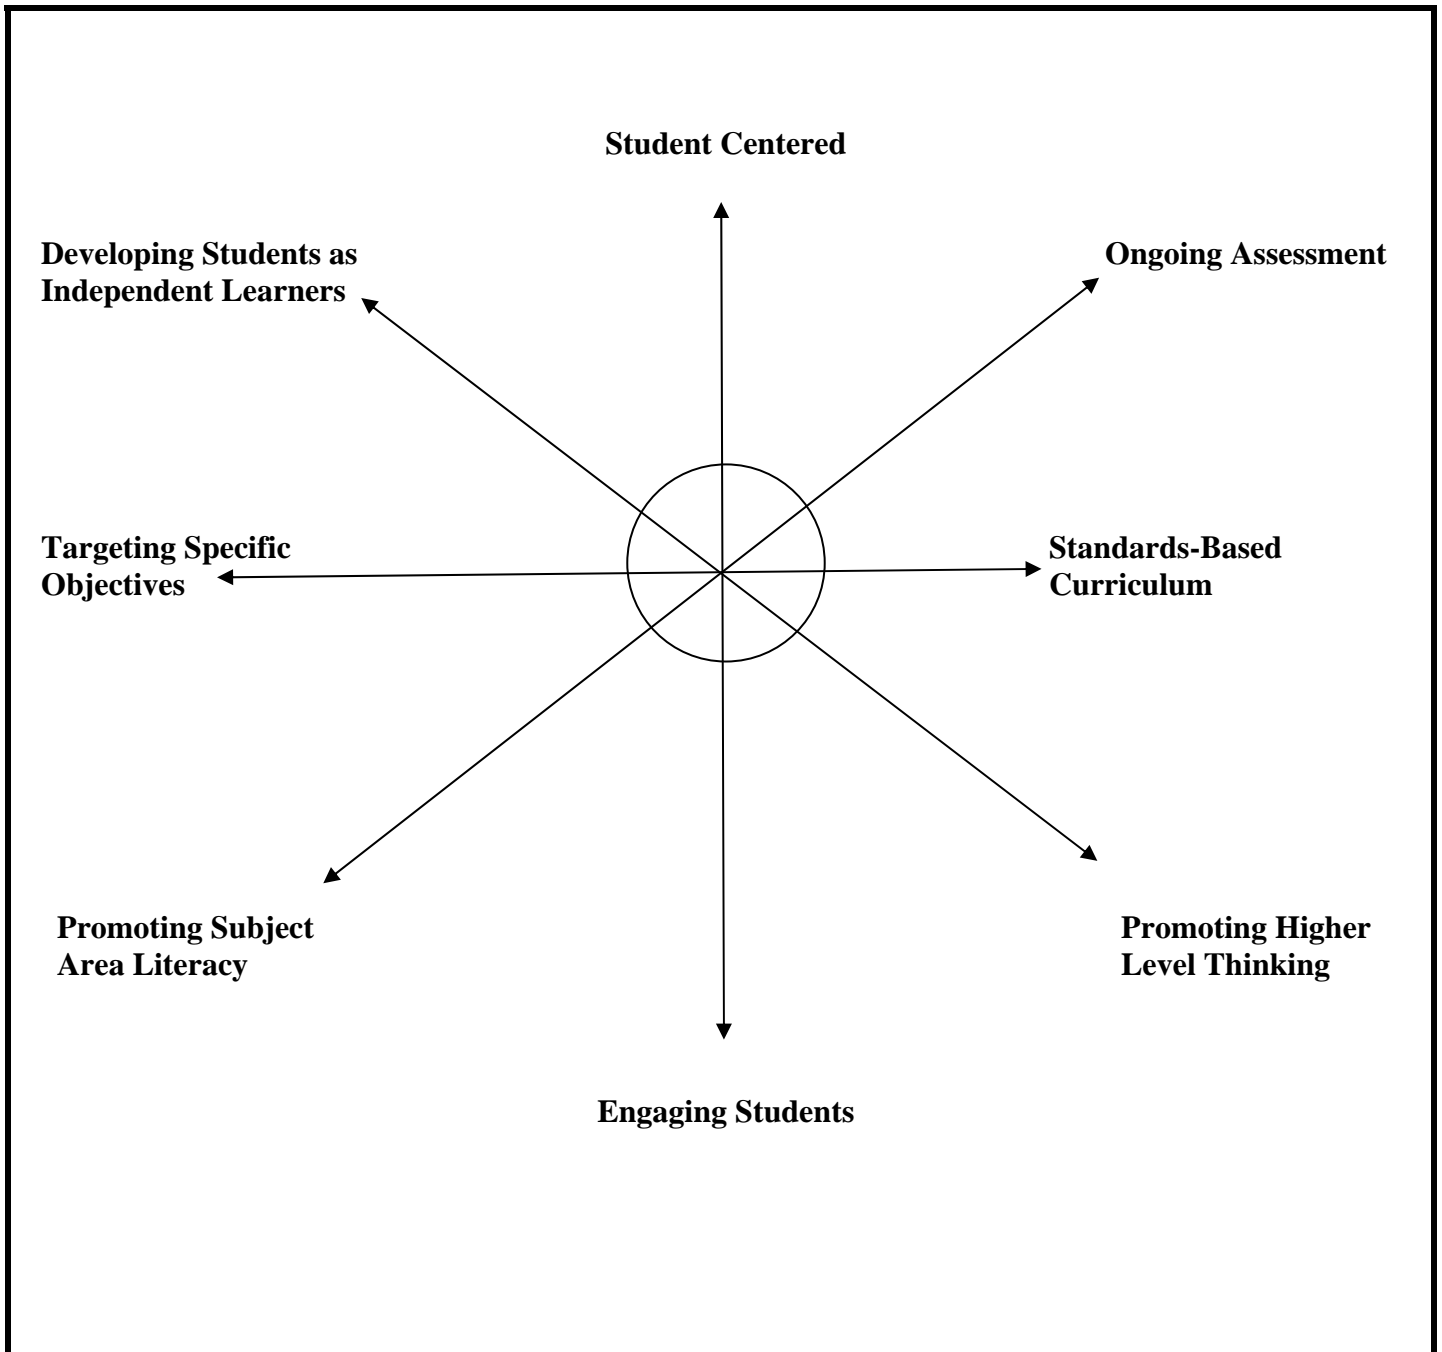 Student Centered
Developing Students as
Independent Learners
Ongoing Assessment
Targeting Specific
Objectives
Standards-Based
Curriculum
Promoting Subject
Area Literacy
Promoting Higher
Level Thinking
Engaging Students